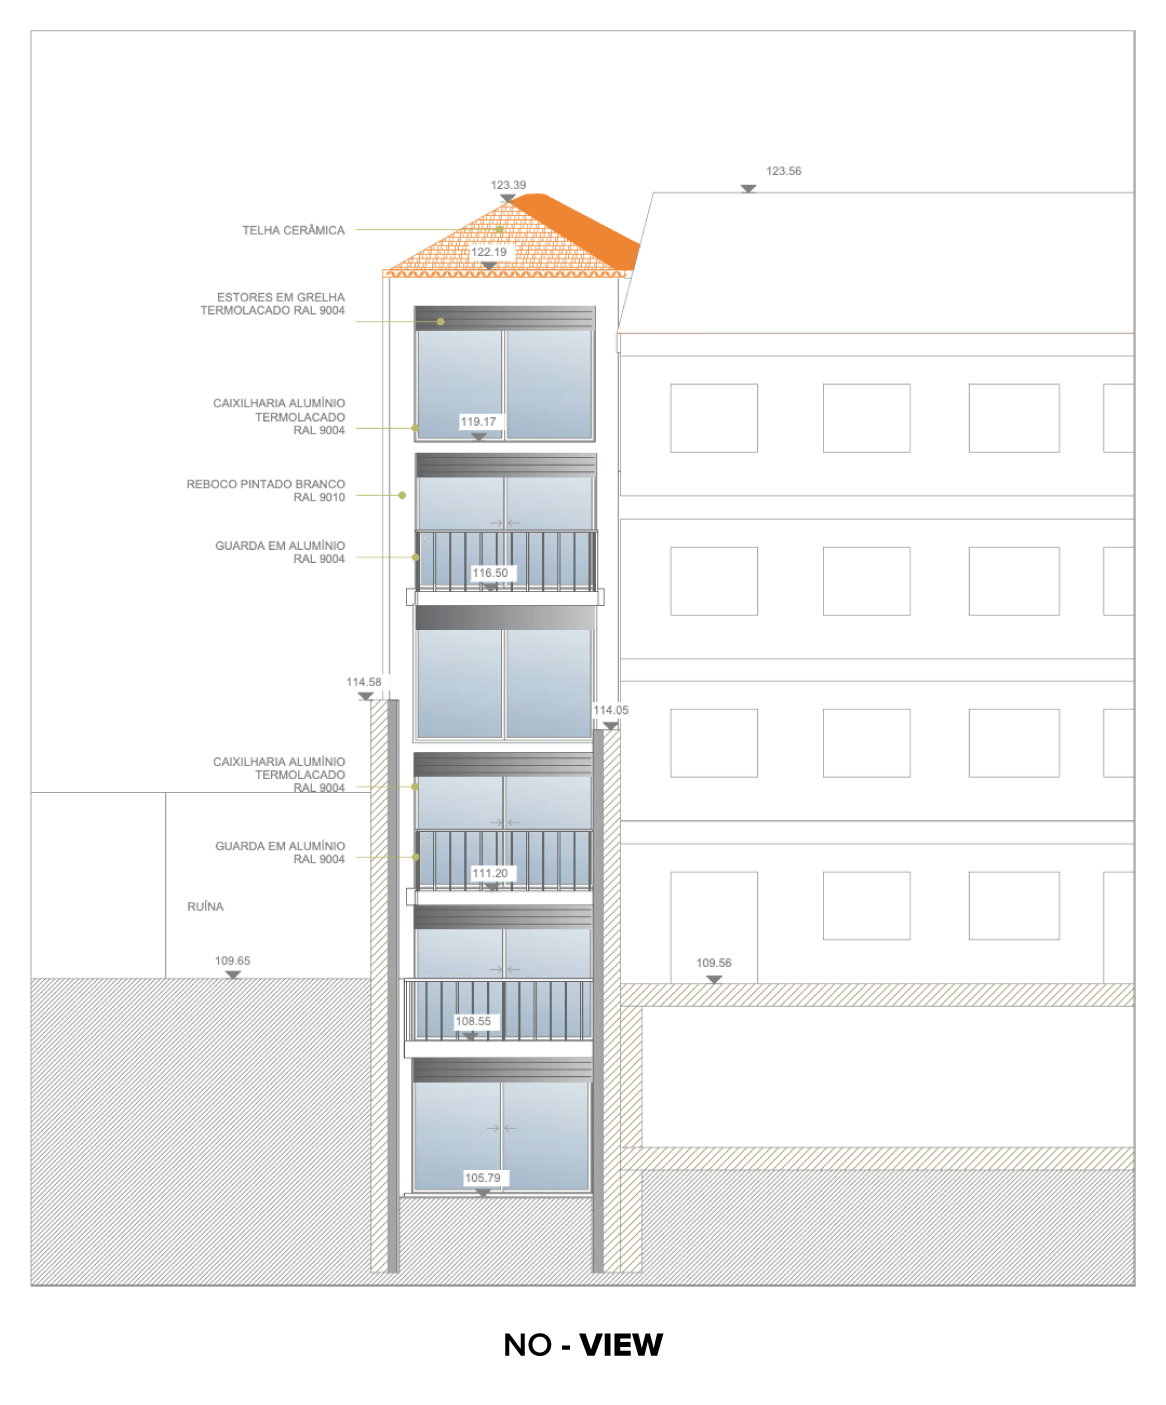 123.56
123.39
TELHA CERÂMICA
122.19
ESTORES EM GRELHA
TERMOLACADO RAL 9004
CAIXILHARIA ALUMÍNIO
TERMOLACADO
RAL 9004
119.17
REBOCO PINTADO BRANCO
RAL 9010
GUARDA EM ALUMÍNIO
RAL 9004
116.50
114.58
114.05
CAIXILHARIA ALUMÍNIO
TERMOLACADO
RAL 9004
GUARDA EM ALUMÍNIO
RAL 9004
111.20
RUÍNA
109.65
109.56
108.55
105.79
NO - VIEW